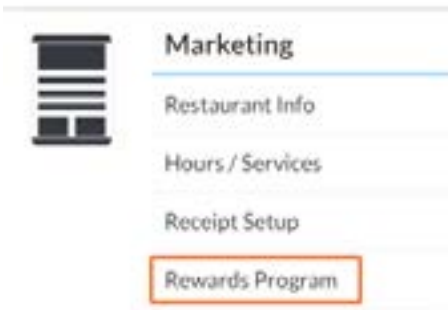 Marketing
Restaurant Info
Hours / Services
Receipt Setup
Rewards Program